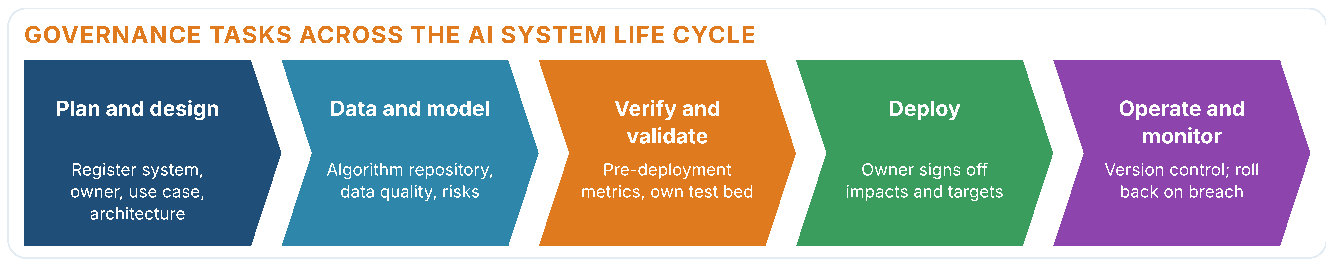 GOVERNANCE TASKS ACROSS THE AI SYSTEM LIFE CYCLE
Plan and design
Register system,
owner, use case,
architecture
Data and model
Algorithm repository,
data quality, risks
Verify and
validate
Pre-deployment
metrics, own test bed
Deploy
Owner signs off
impacts and targets
Operate and
monitor
Version control; roll
back on breach